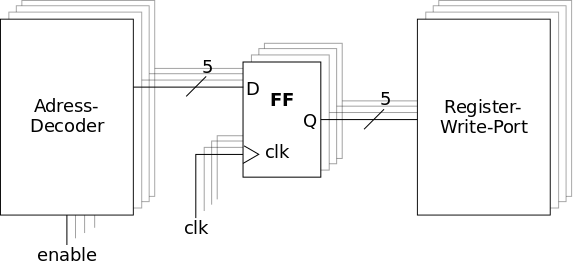 Adress-
Decoder
enable
5
D
FF
Q
clk
clk
5
Register-
Write-Port